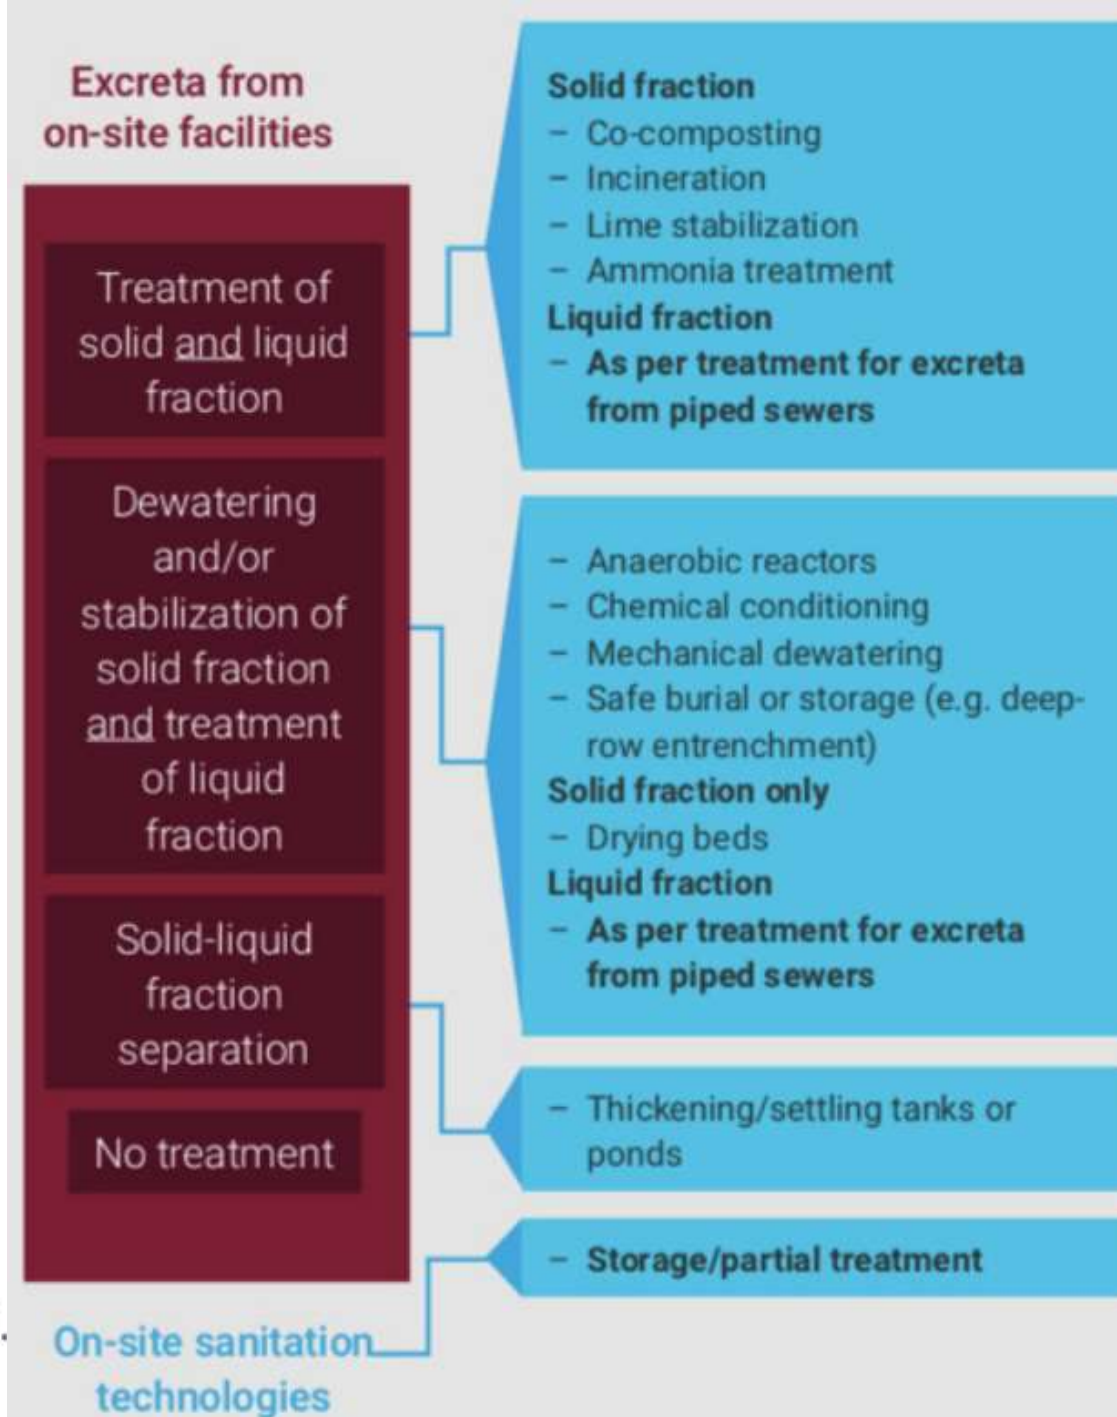 Excreta from
on-site facilities
Treatment of
solid and liquid
fraction
Dewatering
and/or
stabilization of
solid fraction
and treatment
of liquid
fraction
Solid-liquid
fraction
separation
No treatment
On-site sanitation
technologies
Solid fraction
– Co-composting
– Incineration
– Lime stabilization
– Ammonia treatment
Liquid fraction
– As per treatment for excreta
from piped sewers
– Anaerobic reactors
– Chemical conditioning
– Mechanical dewatering
– Safe burial or storage (e.g. deep-
row entrenchment)
Solid fraction only
– Drying beds
Liquid fraction
– As per treatment for excreta
from piped sewers
– Thickening/settling tanks or
ponds
– Storage/partial treatment